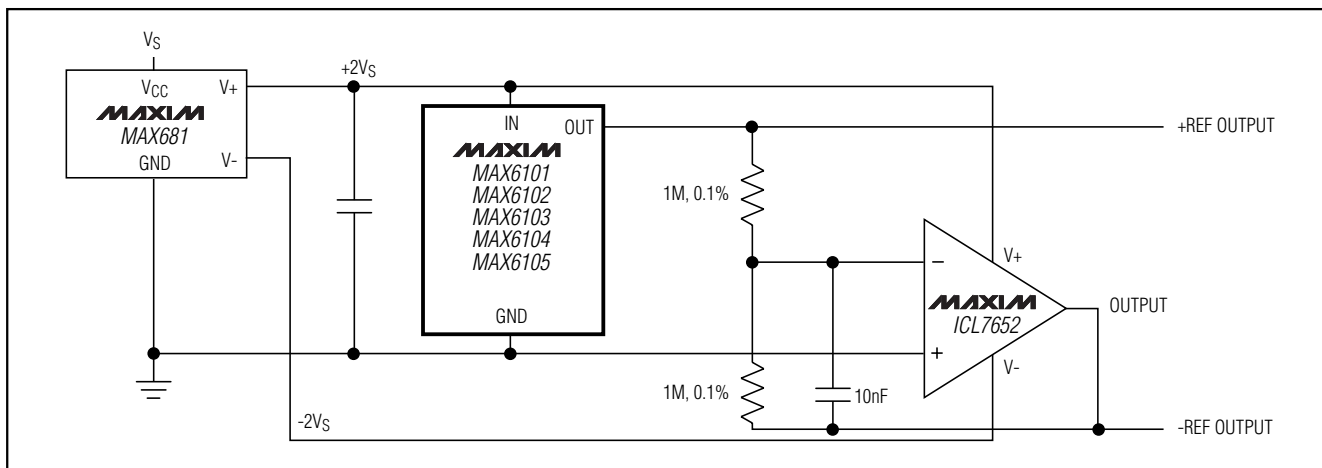 VS
VCC
V+
MAXIM
MAX681
GND
V-
+2VS
-2VS
IN
OUT
MAXIM
MAX6101
MAX6102
MAX6103
MAX6104
MAX6105
GND
1M, 0.1%
1M, 0.1%
10nF
−
+
V+
MAXIM
ICL7652
V-
OUTPUT
+REF OUTPUT
-REF OUTPUT